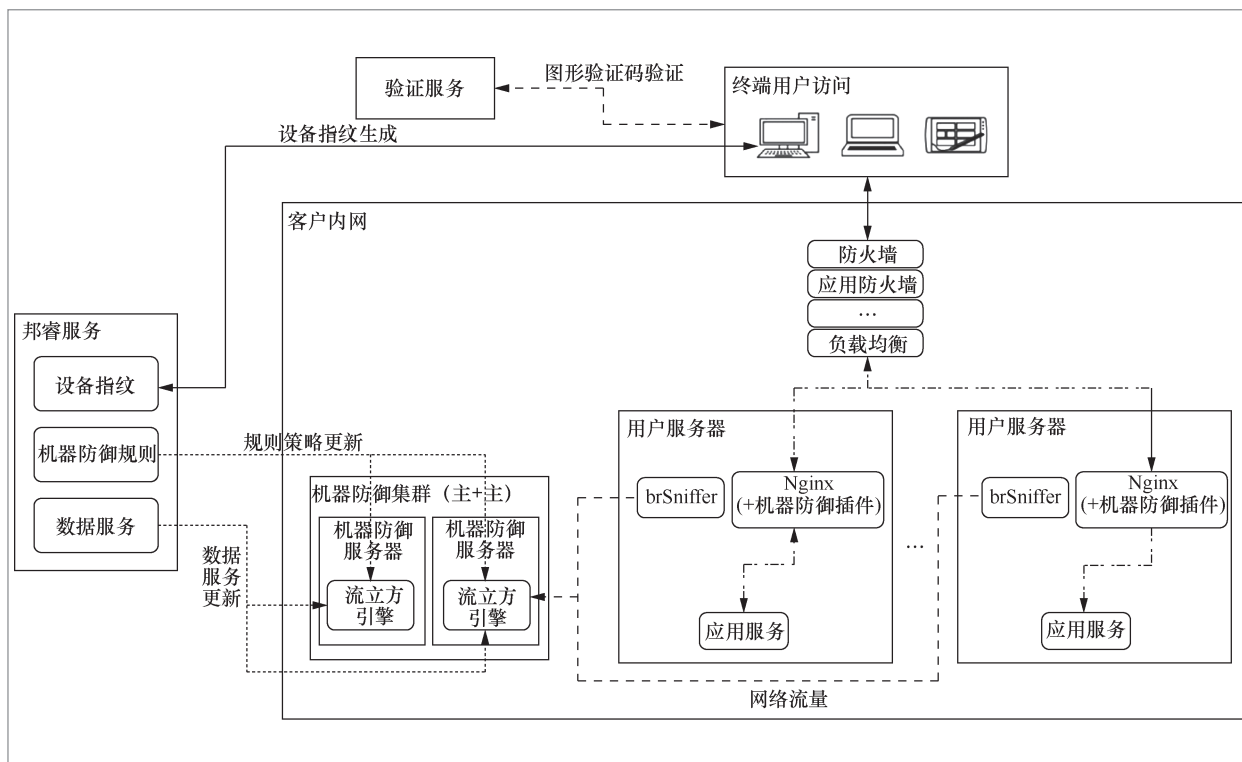 图形验证码验证
验证服务
终端用户访问
设备指纹生成
客户内网
防火墙
应用防火墙
…
负载均衡
邦睿服务
设备指纹
机器防御规则
数据服务
规则策略更新
数据
服务
更新
机器防御集群（主+主）
机器防御
服务器
流立方
引擎
机器防御
服务器
流立方
引擎
用户服务器
brSniffer
Nginx
(+机器防御插件)
应用服务
…
用户服务器
brSniffer
Nginx
(+机器防御插件)
应用服务
网络流量